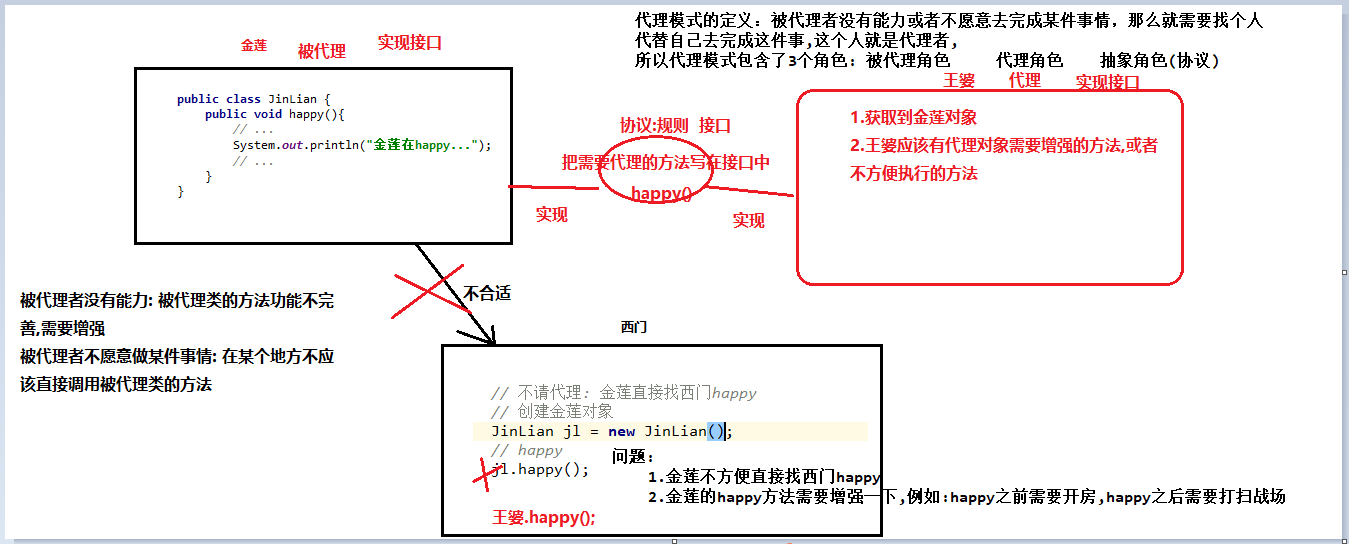 代理模式的定义：被代理者没有能力或者不愿意去完成某件事情，那么就需要找个人
代替自己去完成这件事,这个人就是代理者,
所以代理模式包含了3个角色：被代理角色 代理角色 抽象角色(协议)
金莲 被代理 实现接口
public class JinLian {
public void happy(){
// ...
System.out.println("金莲在happy...");
// ...
}
}
协议:规则 接口
把需要代理的方法写在接口中
happy()
实现
实现
王婆 代理 实现接口
1.获取到金莲对象
2.王婆应该有代理对象需要增强的方法,或者
不方便执行的方法
不合适
被代理者没有能力: 被代理类的方法功能不完
善,需要增强
被代理者不愿意做某件事情: 在某个地方不应
该直接调用被代理类的方法
西门
// 不请代理: 金莲直接找西门happy
// 创建金莲对象
JinLian jl = new JinLian();
// happy
jl.happy();
王婆.happy();
问题：
1.金莲不方便直接找西门happy
2.金莲的happy方法需要增强一下,例如:happy之前需要开房,happy之后需要打扫战场